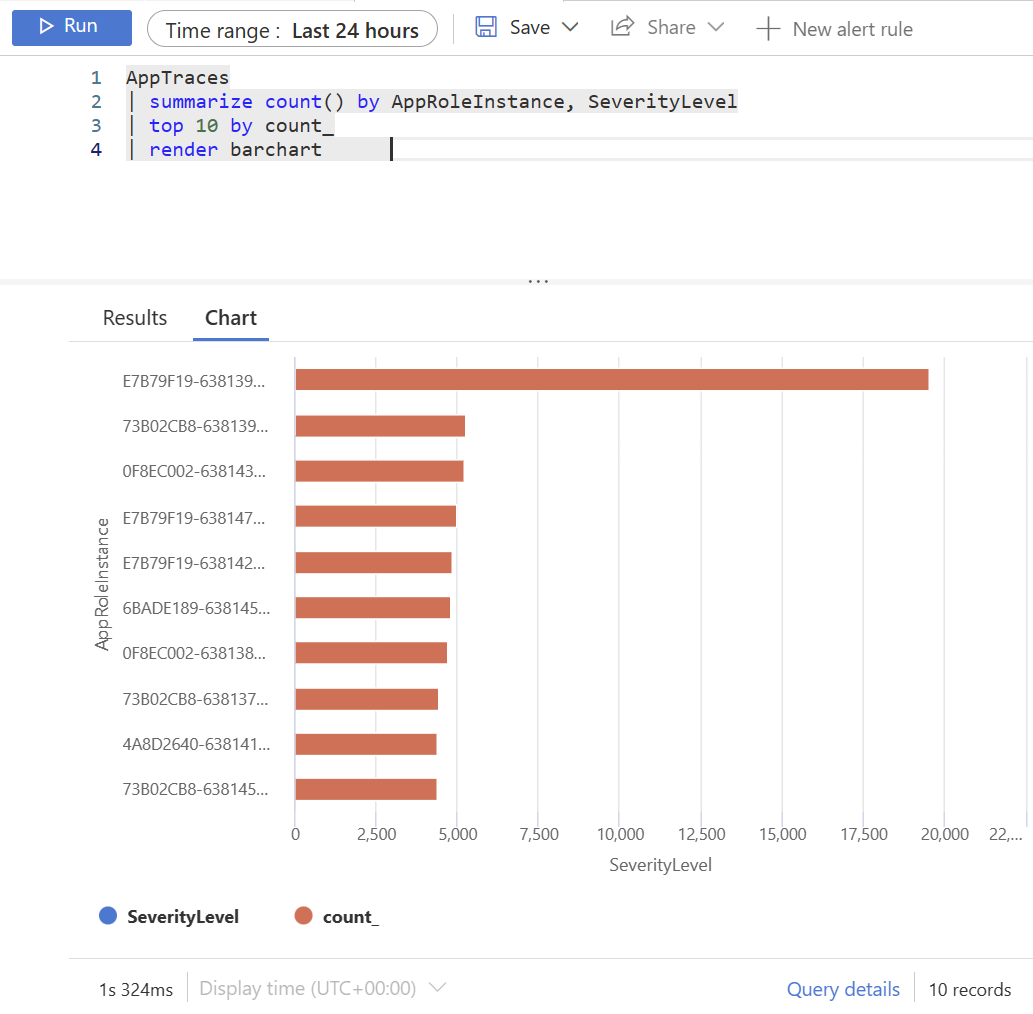 Run
Time range : Last 24 hours
Save
Share
New alert rule
1 AppTraces
2 | summarize count() by AppRoleInstance, SeverityLevel
3 | top 10 by count_
4 | render barchart
...
Results
Chart
AppRoleInstance
E7B79F19-638139...
73B02CB8-638139...
0F8EC002-638143...
E7B79F19-638147...
E7B79F19-638142...
6BADE189-638145...
0F8EC002-638138...
73B02CB8-638137...
4A8D2640-638141...
73B02CB8-638145...
0 2,500 5,000 7,500 10,000 12,500 15,000 17,500 20,000 22,...
SeverityLevel
SeverityLevel count_
1s 324ms Display time (UTC+00:00) Query details 10 records